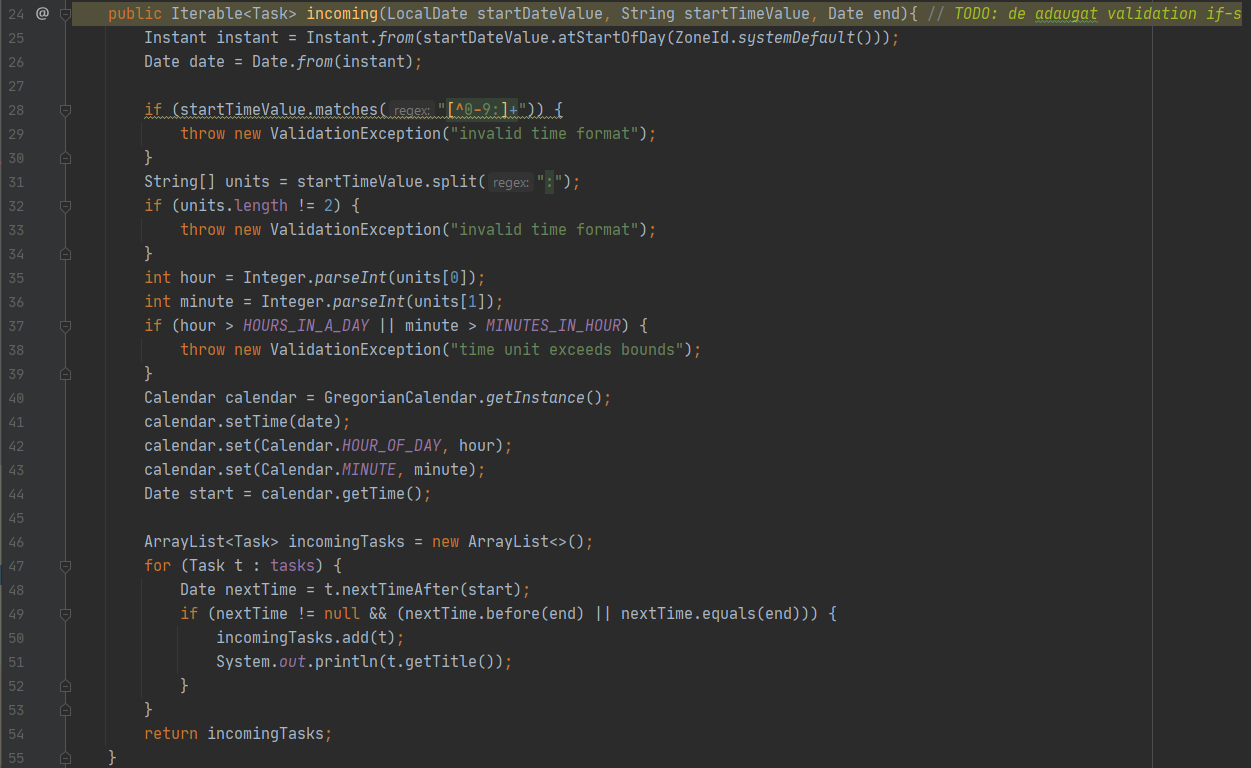 24 @ public Iterable<Task> incoming(LocalDate startDateValue, String startTimeValue, Date end){ // TODO: de adaugat validation if-s
25 Instant instant = Instant.from(startDateValue.atStartOfDay(ZoneId.systemDefault()));
26 Date date = Date.from(instant);
27
28 if (startTimeValue.matches( regex: "[^0-9:]+")) {
29 throw new ValidationException("invalid time format");
30 }
31 String[] units = startTimeValue.split( regex: ":");
32 if (units.length != 2) {
33 throw new ValidationException("invalid time format");
34 }
35 int hour = Integer.parseInt(units[0]);
36 int minute = Integer.parseInt(units[1]);
37 if (hour > HOURS_IN_A_DAY || minute > MINUTES_IN_HOUR) {
38 throw new ValidationException("time unit exceeds bounds");
39 }
40 Calendar calendar = GregorianCalendar.getInstance();
41 calendar.setTime(date);
42 calendar.set(Calendar.HOUR_OF_DAY, hour);
43 calendar.set(Calendar.MINUTE, minute);
44 Date start = calendar.getTime();
45
46 ArrayList<Task> incomingTasks = new ArrayList<>();
47 for (Task t : tasks) {
48 Date nextTime = t.nextTimeAfter(start);
49 if (nextTime != null && (nextTime.before(end) || nextTime.equals(end))) {
50 incomingTasks.add(t);
51 System.out.println(t.getTitle());
52 }
53 }
54 return incomingTasks;
55 }